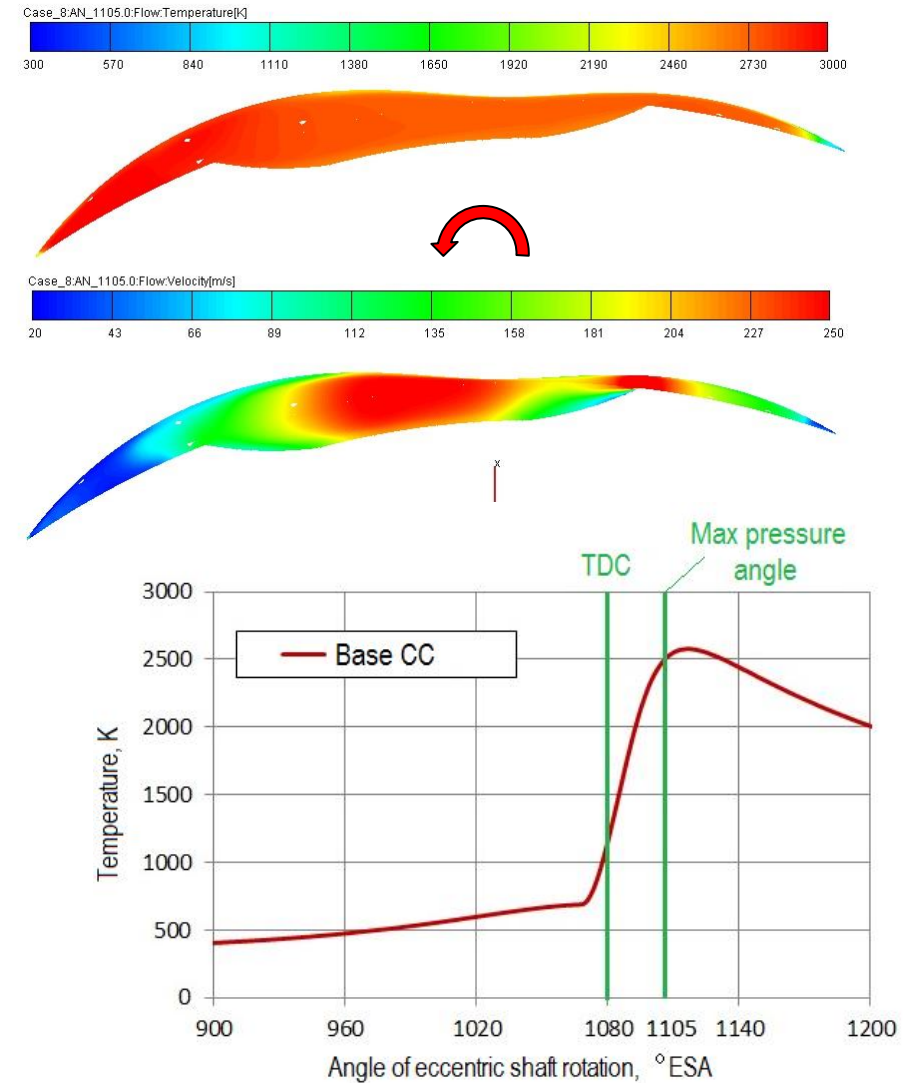 Case_8:AN_1105.0:Flow:Temperature[K]
300 570 840 1110 1380 1650 1920 2190 2460 2730 3000
Case_8:AN_1105.0:Flow:Velocity[m/s]
20 43 66 89 112 135 158 181 204 227 250
x
Max pressure
TDC angle
3000
Base CC
2500
2000
1500
1000
500
0
Temperature, K
900 960 1020 1080 1105 1140 1200
Angle of eccentric shaft rotation, °ESA